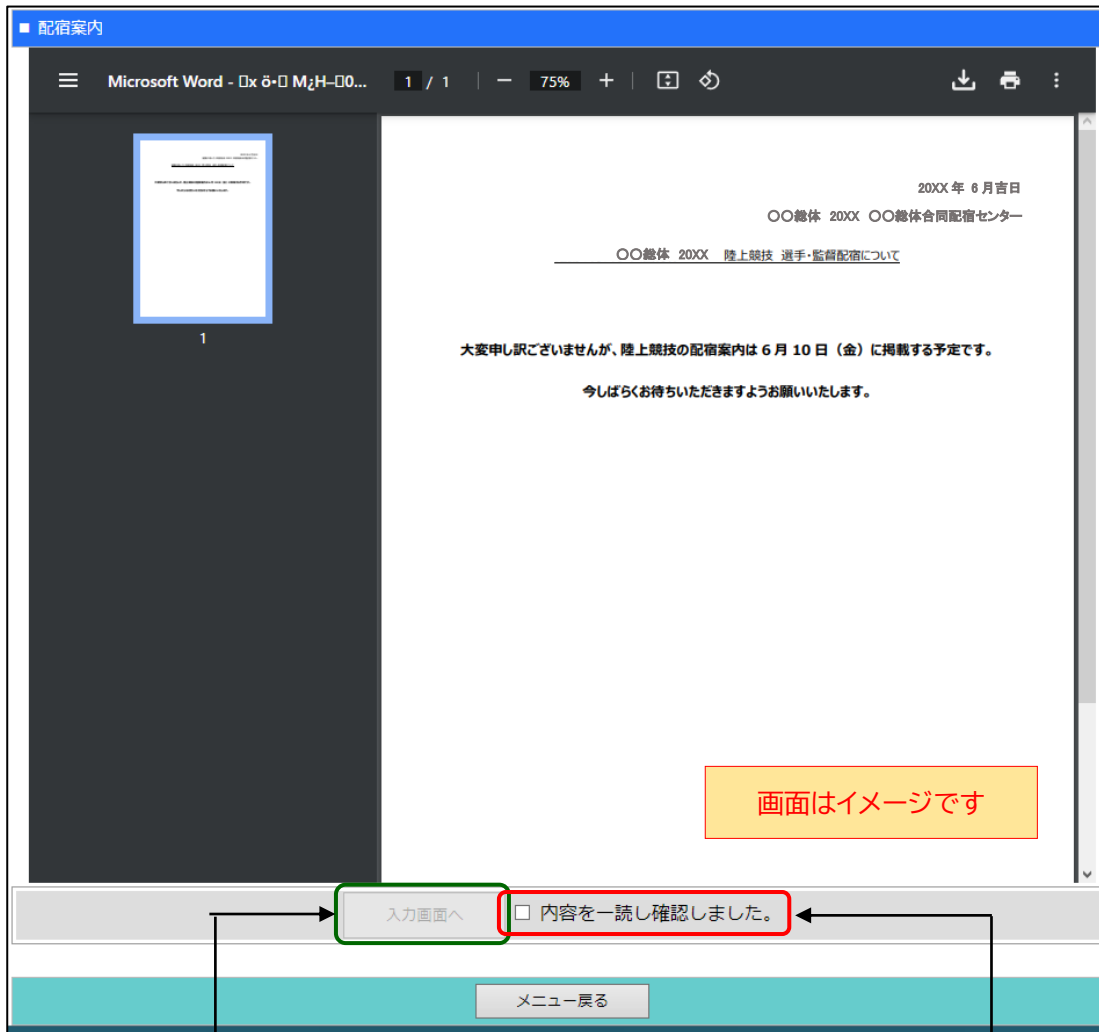 ■ 配宿案内
Microsoft Word - □x ö•□ M¿H–□0... 1 / 1 | − 75% + |
1
20XX 年 6 月吉日
〇〇総体 20XX 〇〇総体合同配宿センター
〇〇総体 20XX 陸上競技 選手・監督配宿について
大変申し訳ございませんが、陸上競技の配宿案内は 6 月 10 日（金）に掲載する予定です。
今しばらくお待ちいただきますようお願いいたします。
画面はイメージです
入力画面へ □ 内容を一読し確認しました。
メニュー戻る